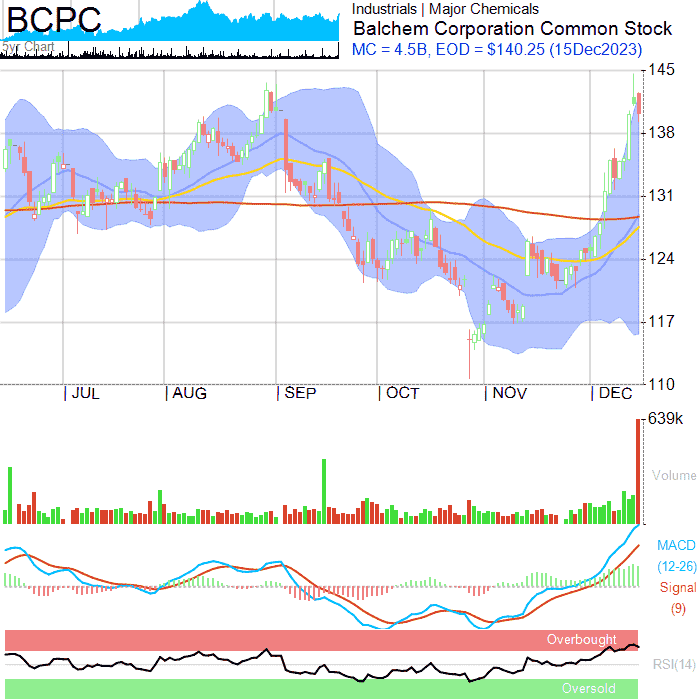 BCPC
5yr Chart
Industrials | Major Chemicals
Balchem Corporation Common Stock
MC = 4.5B, EOD = $140.25 (15Dec2023)
145
138
131
124
117
110
JUL
AUG
SEP
OCT
NOV
DEC
639k
Volume
MACD
(12-26)
Signal
(9)
Overbought
RSI(14)
Oversold